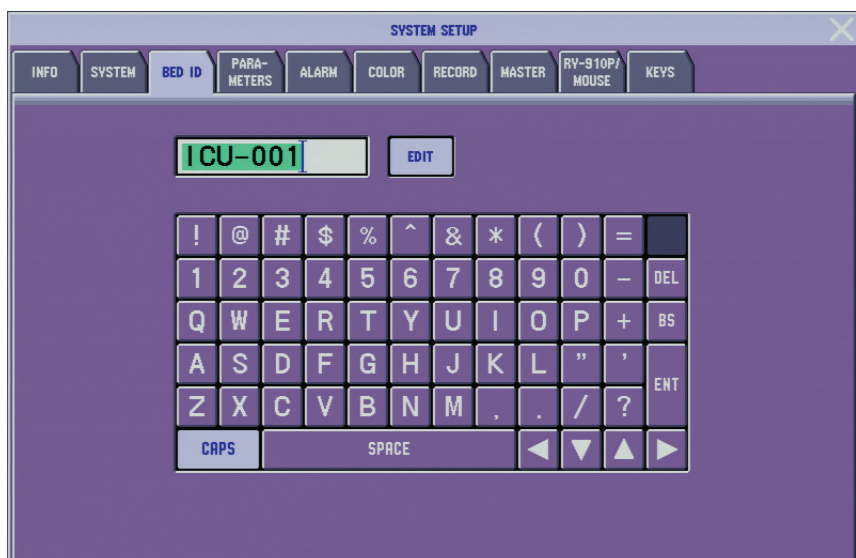 SYSTEM SETUP
INFO SYSTEM BED ID PARA-METERS ALARM COLOR RECORD MASTER RY-910P/MOUSE KEYS
ICU-001 EDIT
! @ # $ % ^ & * ( ) =
1 2 3 4 5 6 7 8 9 0 - DEL
Q W E R T Y U I O P + BS
A S D F G H J K L " ' ENT
Z X C V B N M , . / ?
CAPS SPACE ◀ ▼ ▲ ▶